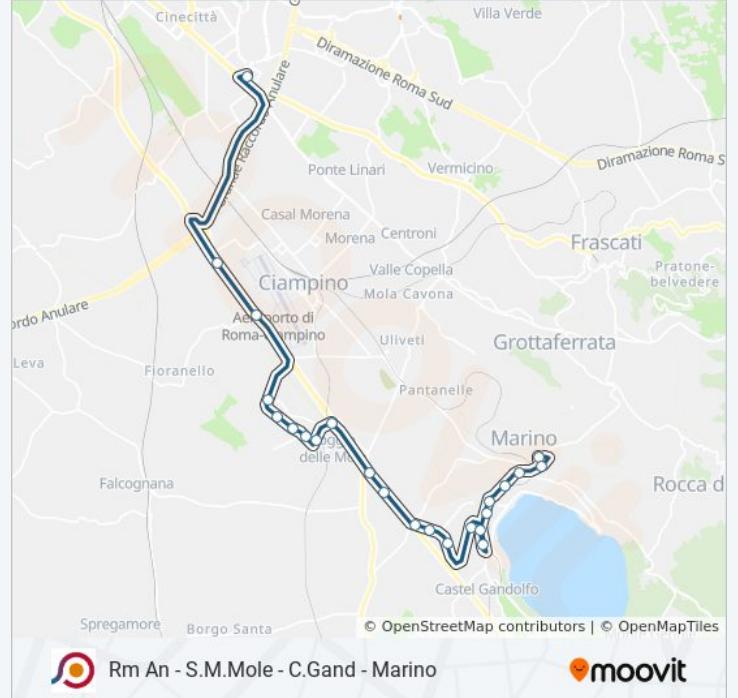 Cinecittà
Villa Verde
Diramazione Roma Sud
Ponte Linari
Vermicino
Diramazione Roma S
Raccordo Anulare
Casal Morena
Morena
Centroni
Frascati
Valle Copella
Pratone-
belvedere
Ciampino
Mola Cavona
ordo Anulare
Aeroporto di
Roma-Ciampino
Uliveti
Grottaferrata
Leva
Fioranello
Pantanelle
Marino
delle
Falcognana
Rocca d
Castel Gandolfo
Spregamore
Borgo Santa
© OpenStreetMap contributors | © OpenMapTiles
Rm An - S.M.Mole - C.Gand - Marino
moovit